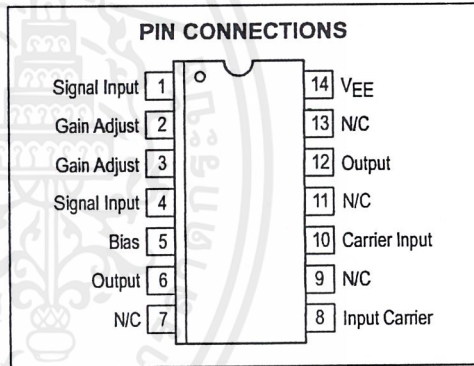 PIN CONNECTIONS
Signal Input 1
Gain Adjust 2
Gain Adjust 3
Signal Input 4
Bias 5
Output 6
N/C 7
14 VEE
13 N/C
12 Output
11 N/C
10 Carrier Input
9 N/C
8 Input Carrier